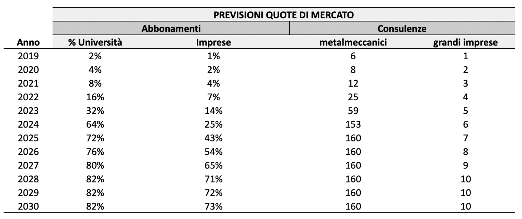 PREVISIONI QUOTE DI MERCATO
Abbonamenti Consulenze
Anno % Università Imprese metalmeccanici grandi imprese
2019 2% 1% 6 1
2020 4% 2% 8 2
2021 8% 4% 12 3
2022 16% 7% 25 4
2023 32% 14% 59 5
2024 64% 25% 153 6
2025 72% 43% 160 7
2026 76% 54% 160 8
2027 80% 65% 160 9
2028 82% 71% 160 10
2029 82% 72% 160 10
2030 82% 73% 160 10